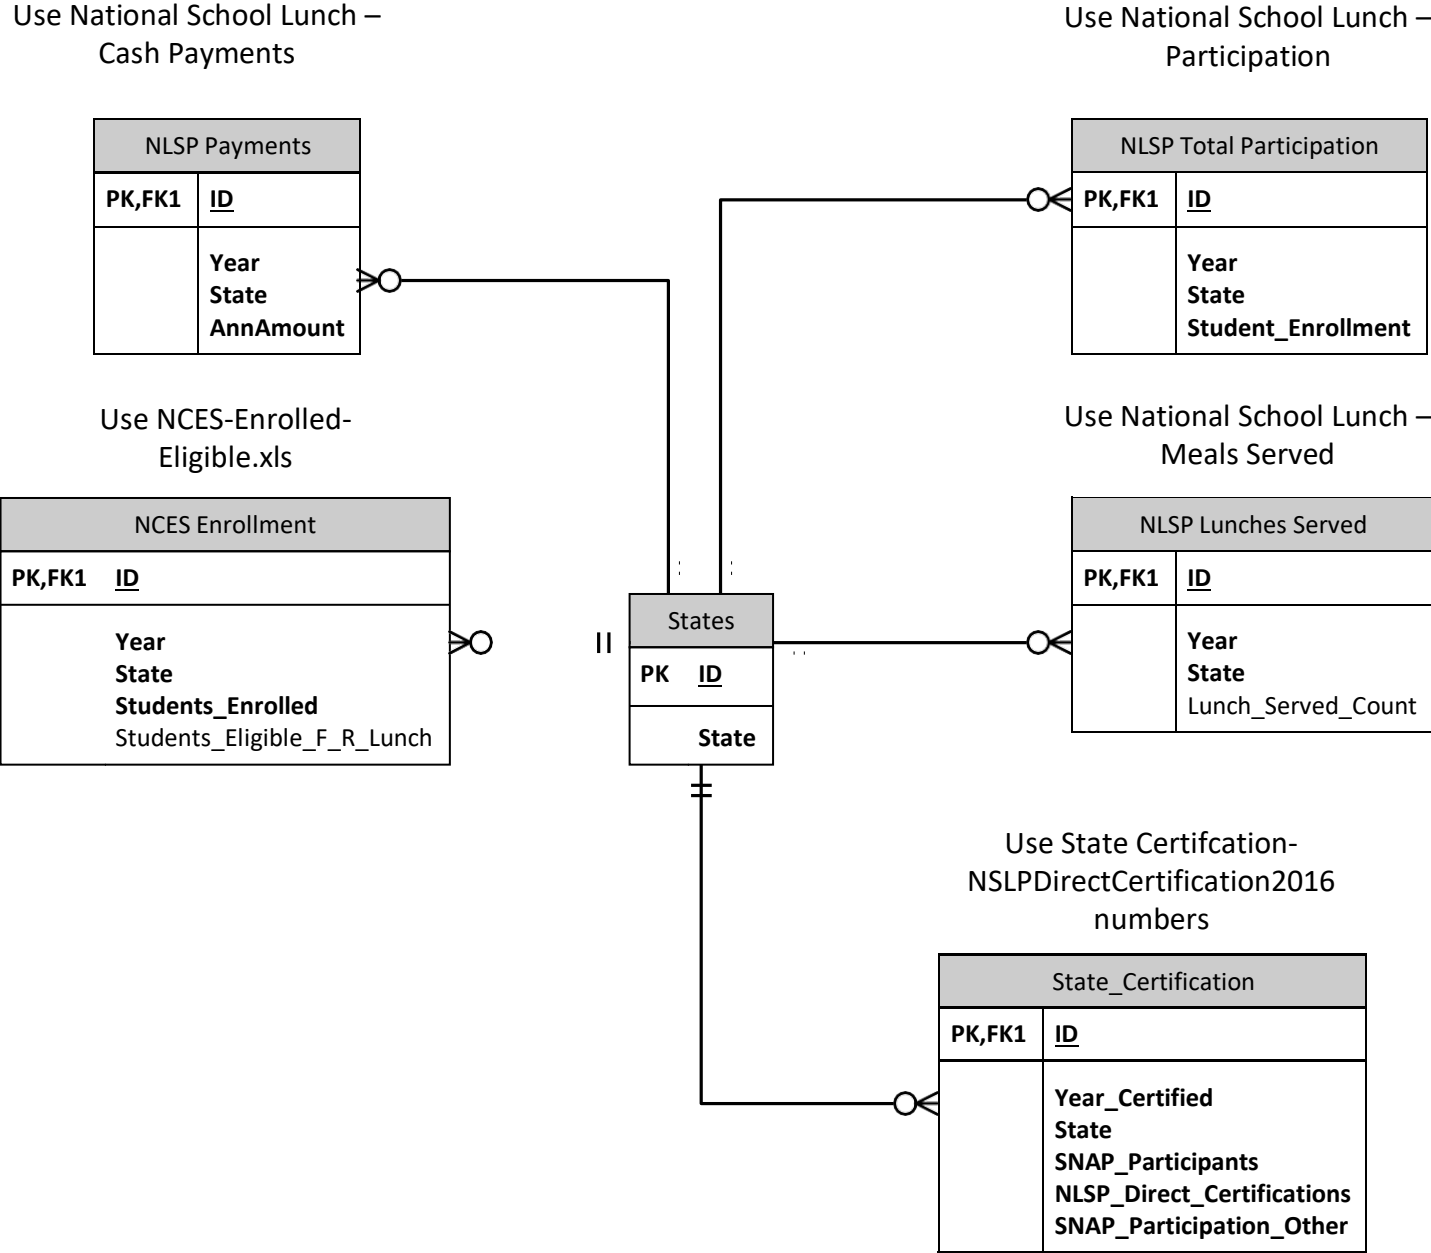 Use National School Lunch –
Cash Payments
NLSP Payments
PK,FK1 ID
Year
State
AnnAmount
Use National School Lunch –
Participation
NLSP Total Participation
PK,FK1 ID
Year
State
Student_Enrollment
Use NCES-Enrolled-
Eligible.xls
NCES Enrollment
PK,FK1 ID
Year
State
Students_Enrolled
Students_Eligible_F_R_Lunch
States
PK ID
State
Use National School Lunch –
Meals Served
NLSP Lunches Served
PK,FK1 ID
Year
State
Lunch_Served_Count
Use State Certifcation-
NSLPDirectCertification2016
numbers
State_Certification
PK,FK1 ID
Year_Certified
State
SNAP_Participants
NLSP_Direct_Certifications
SNAP_Participation_Other